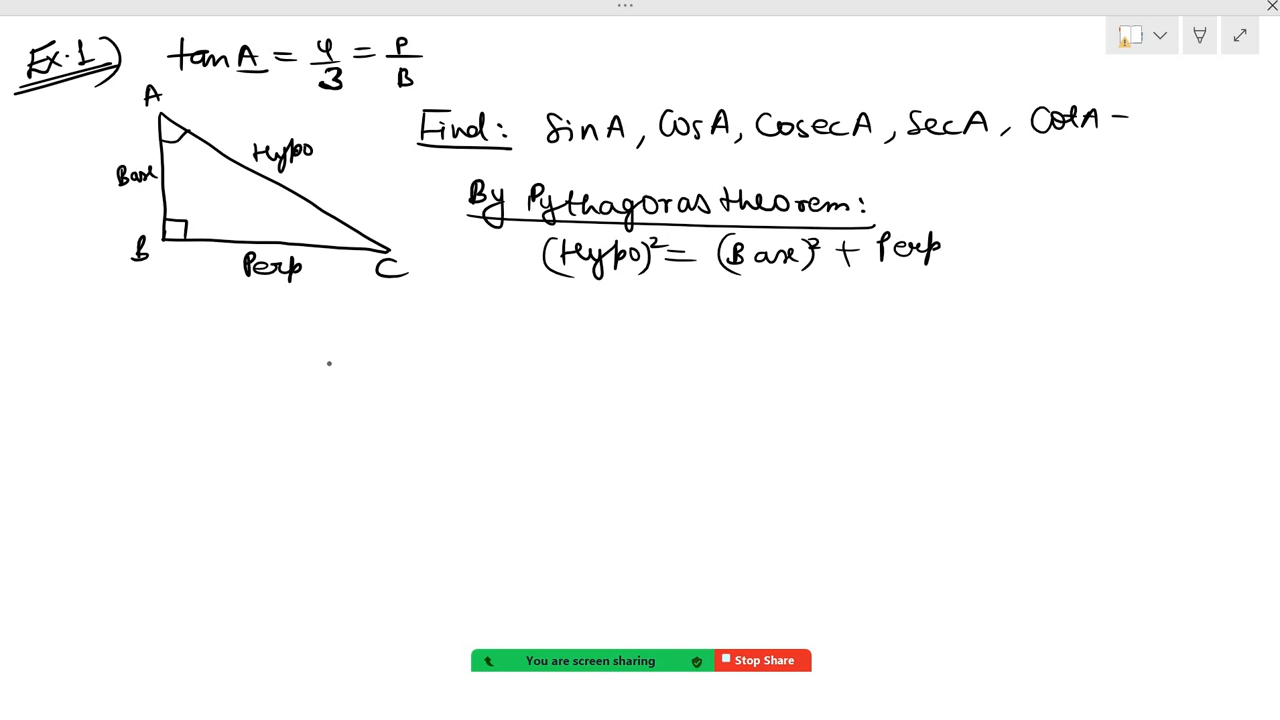 Ex.1) tan A = 4/3 = P/B
A
Find: Sin A, Cos A, Cosec A, Sec A, Cot A -
Hypo
Base
By Pythagoras theorem:
B
Perp
C
(Hypo)² = (Base)² + Perp
You are screen sharing
Stop Share